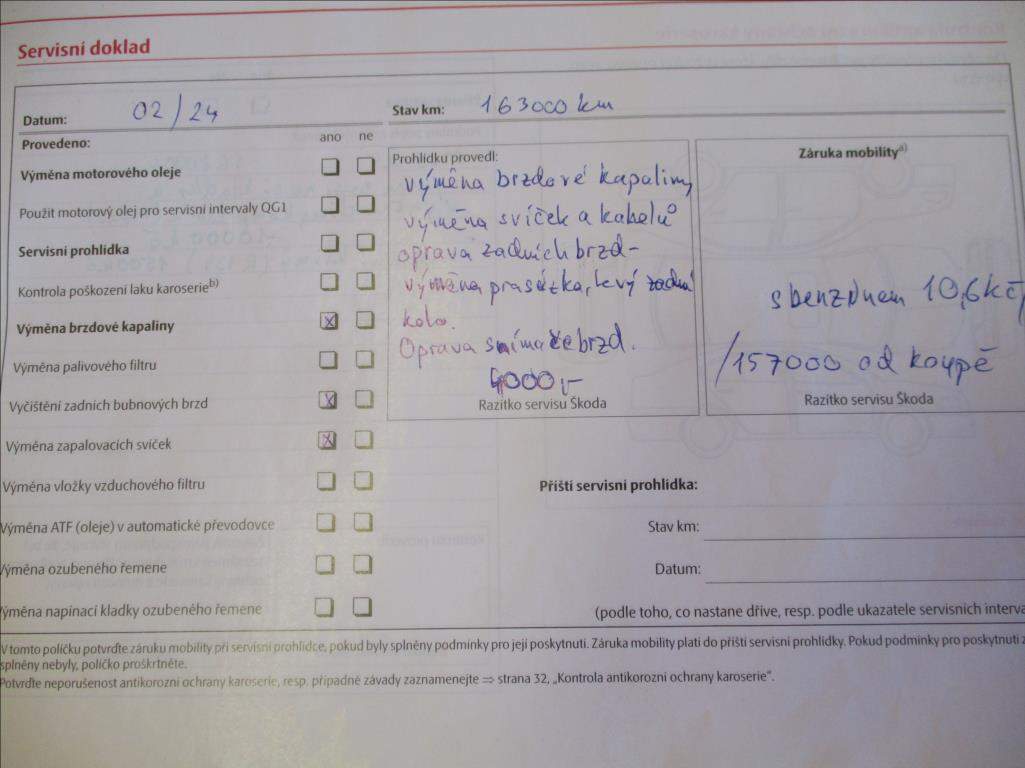 Servisní doklad
Datum: 02/24
Stav km: 163000 km
Provedeno: ano ne
Výměna motorového oleje
Použit motorový olej pro servisní intervaly QG1
Servisní prohlídka
Kontrola poškození laku karoserie b)
Výměna brzdové kapaliny x
Výměna palivového filtru
Vyčištění zadních bubnových brzd x
Výměna zapalovacích svíček x
Výměna vložky vzduchového filtru
Výměna ATF (oleje) v automatické převodovce
Výměna ozubeného řemene
ýměna napínací kladky ozubeného řemene
Prohlídku provedl:
výměna brzdové kapaliny
výměna svíček a kabelů
oprava zadních brzd-
výměna prasátka, levý zadní
kolo.
Oprava snímače brzd.
4000,-
Razítko servisu Škoda
Záruka mobility a)
s benzínem 10,6kč
/157000 od koupě
Razítko servisu Škoda
Příští servisní prohlídka:
Stav km:
Datum:
(podle toho, co nastane dříve, resp. podle ukazatele servisních interva
V tomto políčku potvrďte záruku mobility při servisní prohlídce, pokud byly splněny podmínky pro její poskytnutí. Záruka mobility platí do příští servisní prohlídky. Pokud podmínky pro poskytnutí z
splněny nebyly, políčko proškrtněte.
Potvrďte neporušenost antikorozní ochrany karoserie, resp. případné závady zaznamenejte ⇒ strana 32, „Kontrola antikorozní ochrany karoserie“.